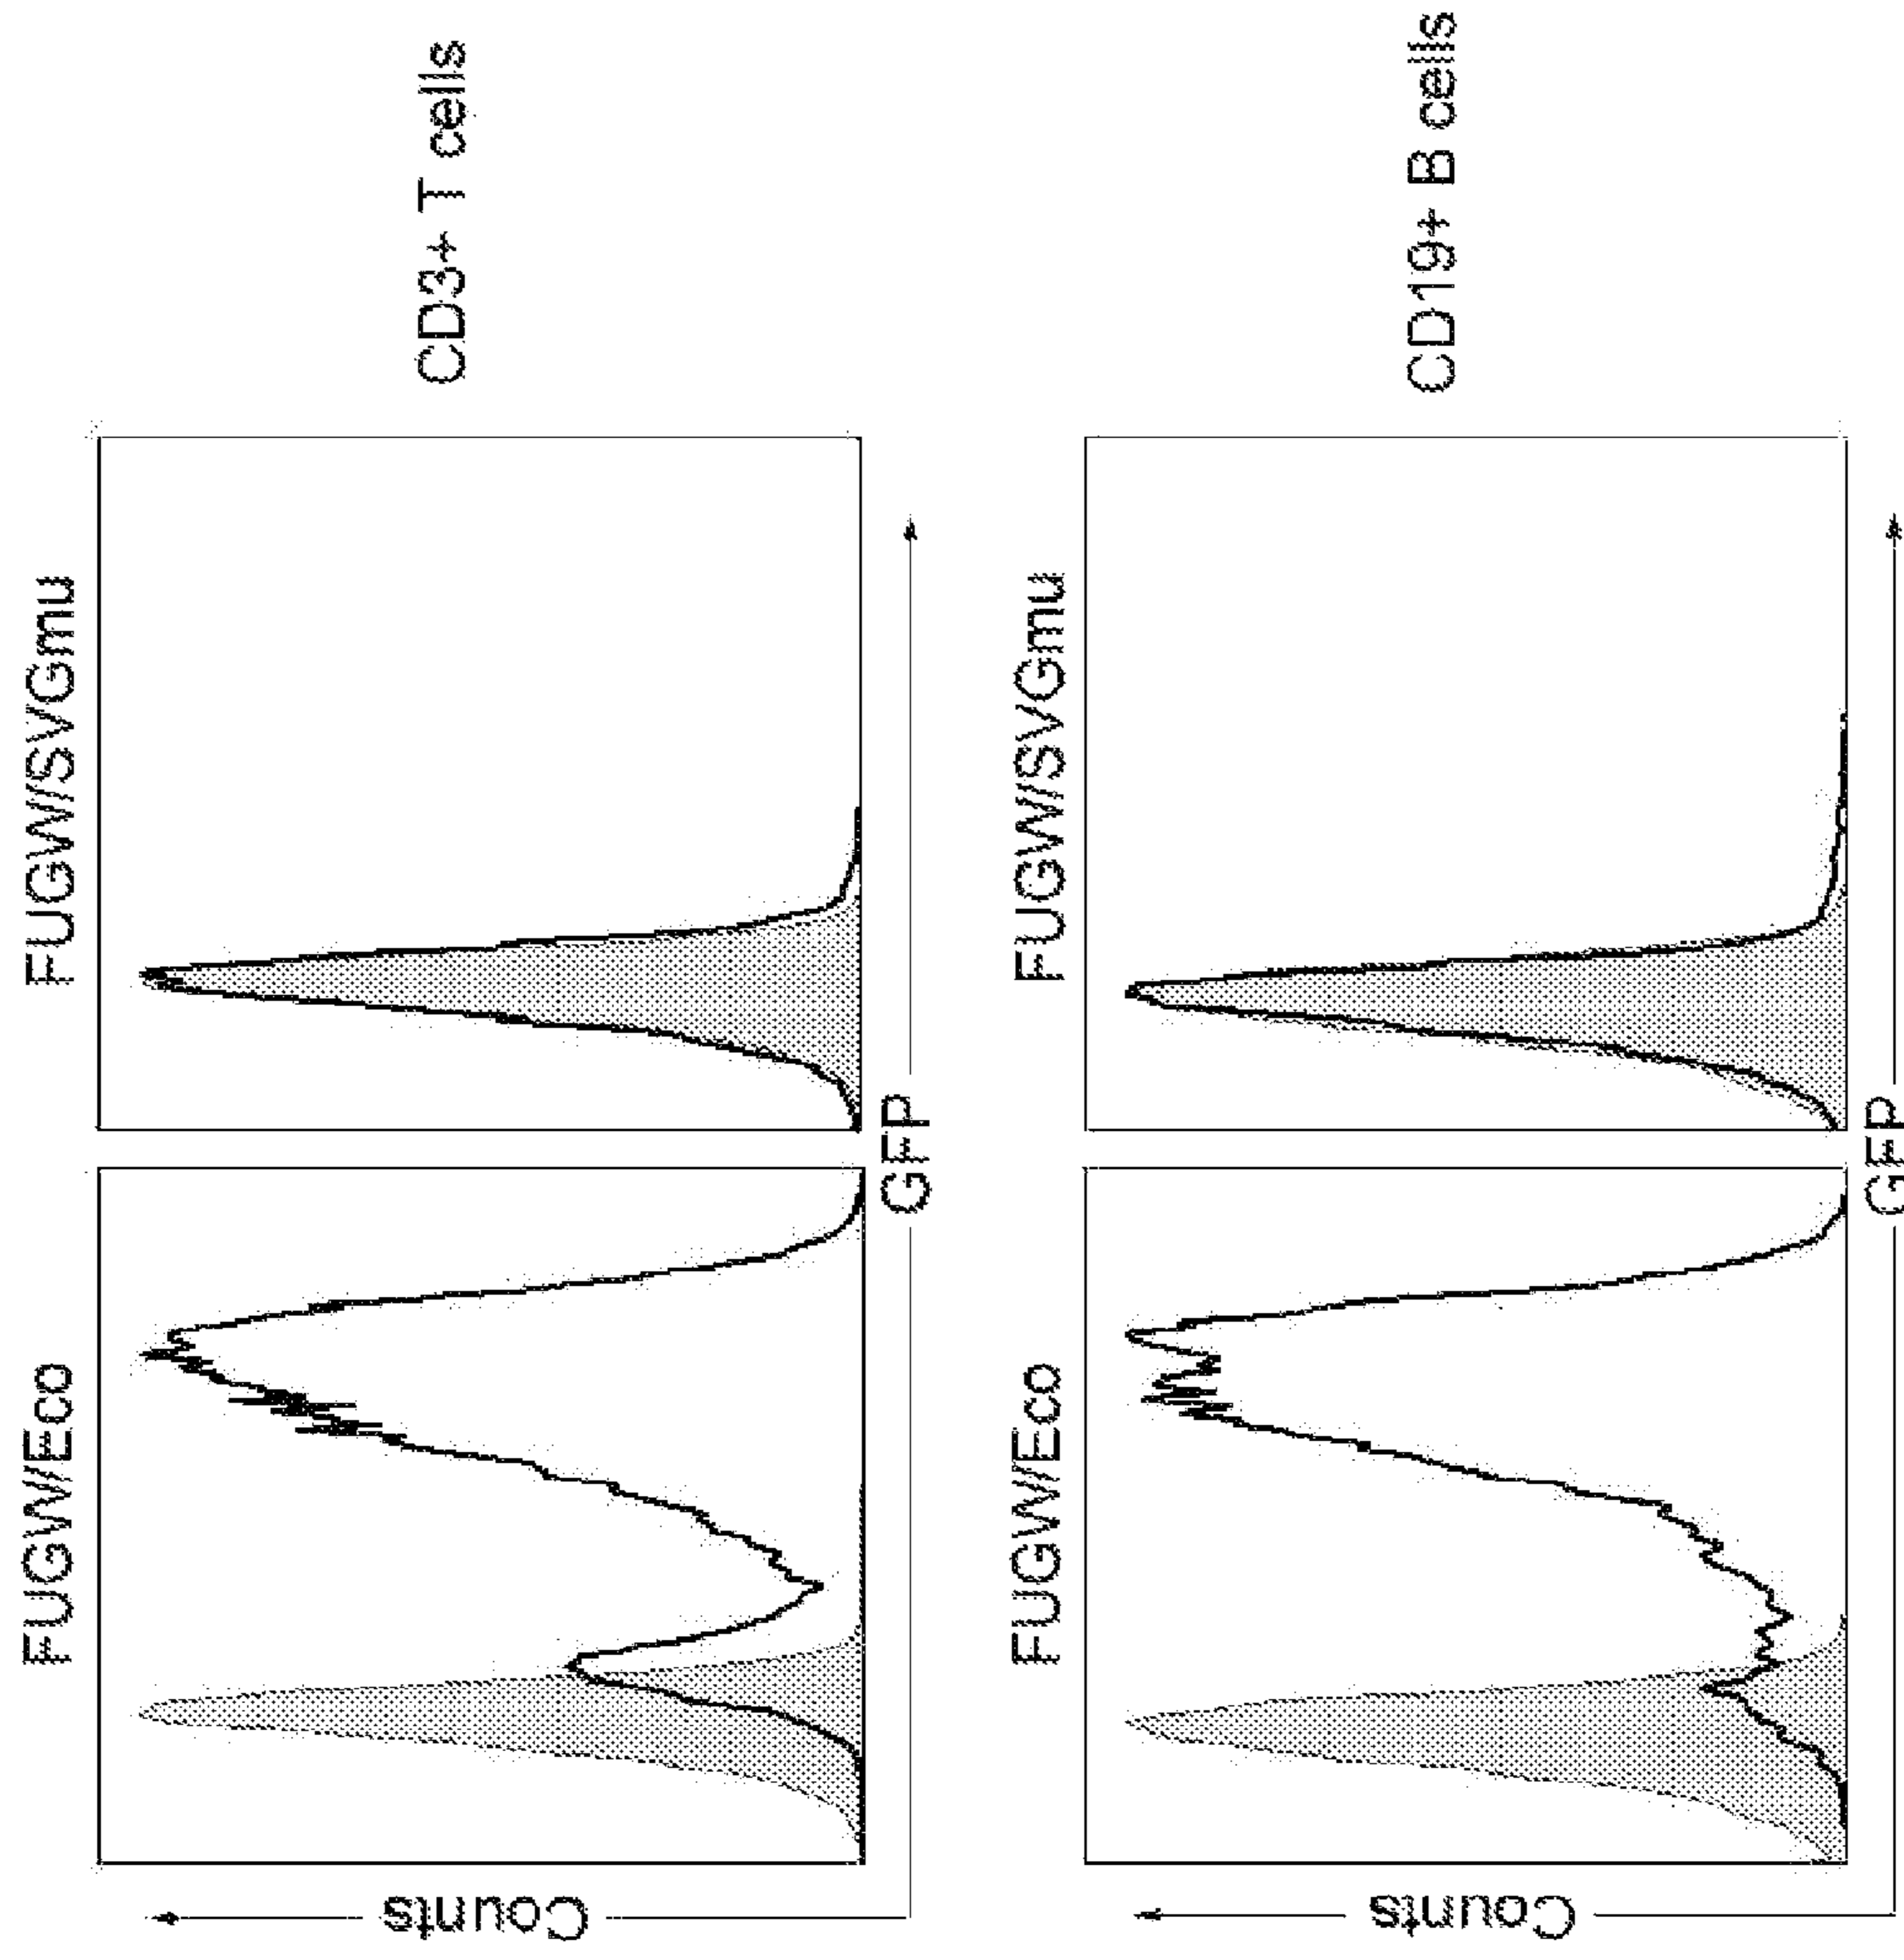 FUGW/Eco
FUGW/SVGmu
Counts
CD3+ T cells
GFP
FUGW/Eco
FUGW/SVGmu
Counts
CD19+ B cells
GFP